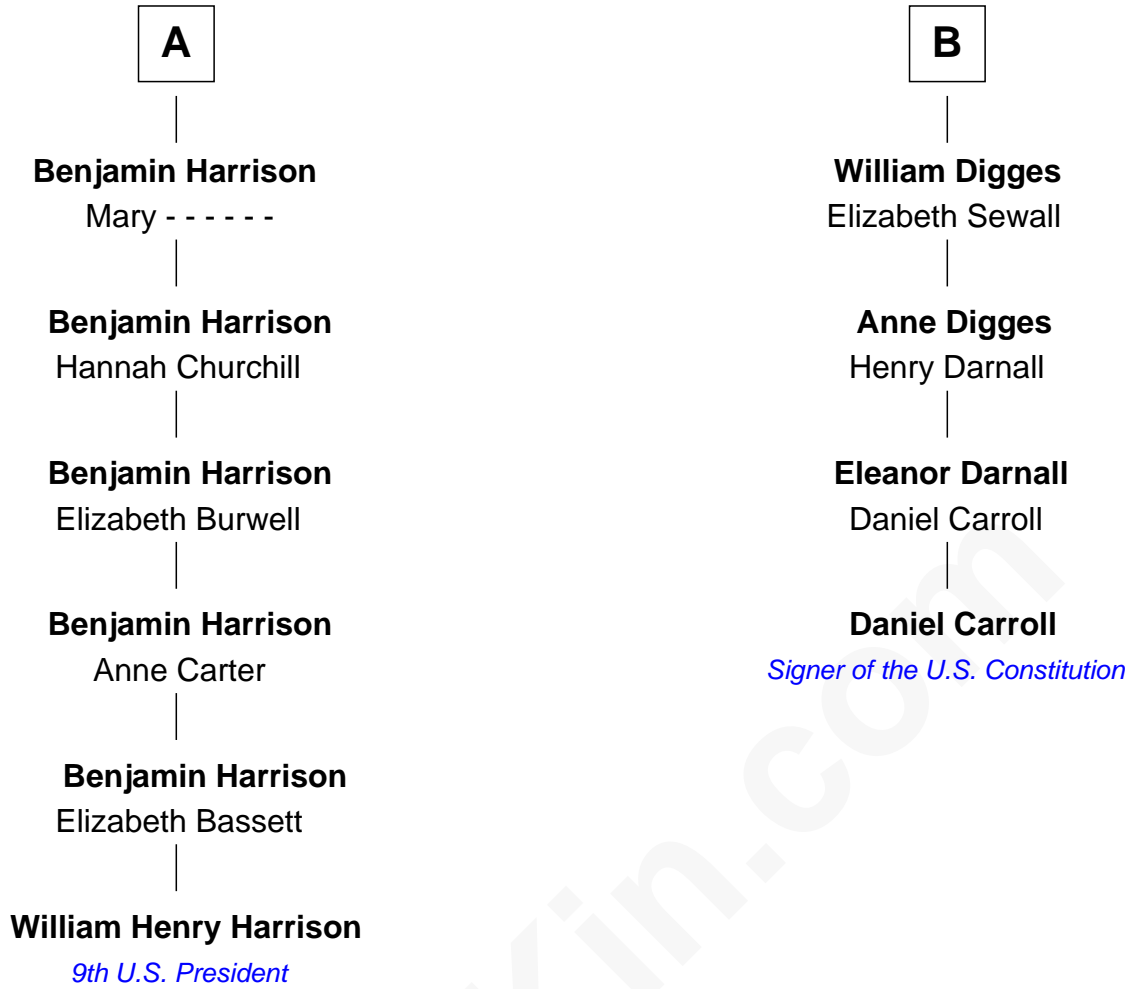 A
Benjamin Harrison
Mary - - - - - -
Benjamin Harrison
Hannah Churchill
Benjamin Harrison
Elizabeth Burwell
Benjamin Harrison
Anne Carter
Benjamin Harrison
Elizabeth Bassett
William Henry Harrison
9th U.S. President
B
William Digges
Elizabeth Sewall
Anne Digges
Henry Darnall
Eleanor Darnall
Daniel Carroll
Daniel Carroll
Signer of the U.S. Constitution
Kin.com